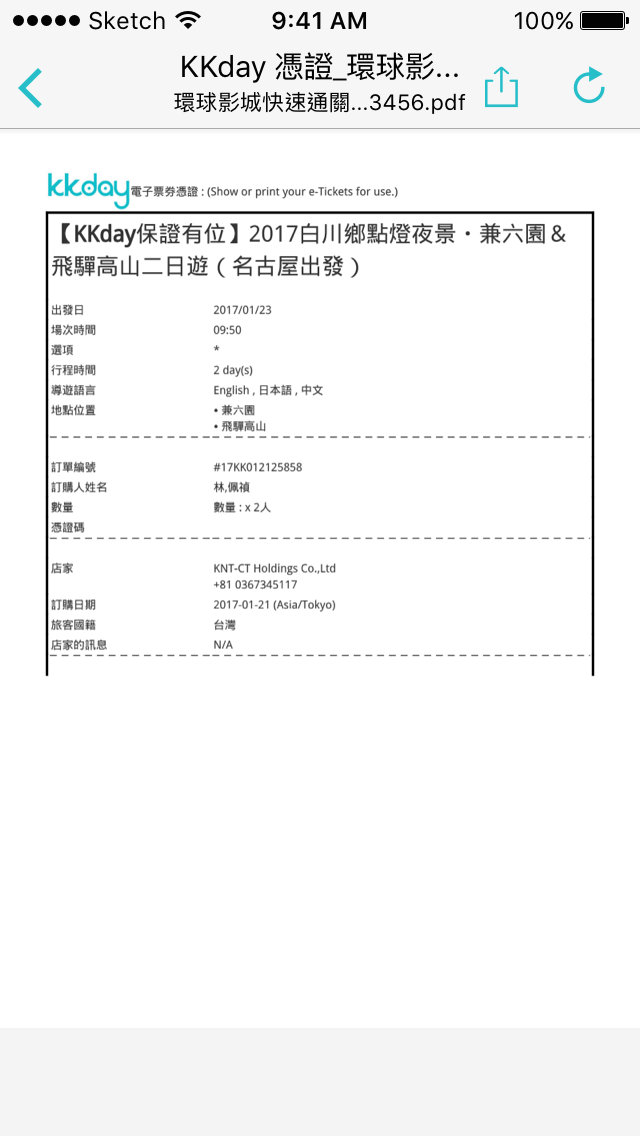 Sketch 9:41 AM 100%
KKday 憑證_環球影...
環球影城快速通關...3456.pdf
kkday電子票券憑證 : (Show or print your e-Tickets for use.)
【KKday保證有位】2017白川鄉點燈夜景・兼六園＆
飛驒高山二日遊（名古屋出發）
出發日 2017/01/23
場次時間 09:50
選項 *
行程時間 2 day(s)
導遊語言 English , 日本語 , 中文
地點位置 • 兼六園
• 飛驒高山
訂單編號 #17KK012125858
訂購人姓名 林,佩禎
數量 數量 : x 2人
憑證碼
店家 KNT-CT Holdings Co.,Ltd
+81 0367345117
訂購日期 2017-01-21 (Asia/Tokyo)
旅客國籍 台灣
店家的訊息 N/A